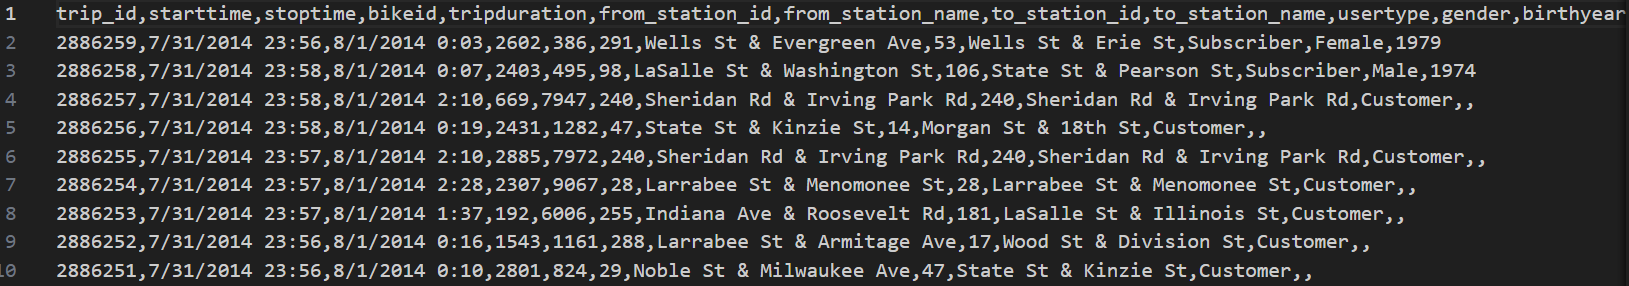 1 trip_id,starttime,stoptime,bikeid,tripduration,from_station_id,from_station_name,to_station_id,to_station_name,usertype,gender,birthyear
2 2886259,7/31/2014 23:56,8/1/2014 0:03,2602,386,291,Wells St & Evergreen Ave,53,Wells St & Erie St,Subscriber,Female,1979
3 2886258,7/31/2014 23:58,8/1/2014 0:07,2403,495,98,LaSalle St & Washington St,106,State St & Pearson St,Subscriber,Male,1974
4 2886257,7/31/2014 23:58,8/1/2014 2:10,669,7947,240,Sheridan Rd & Irving Park Rd,240,Sheridan Rd & Irving Park Rd,Customer,,
5 2886256,7/31/2014 23:58,8/1/2014 0:19,2431,1282,47,State St & Kinzie St,14,Morgan St & 18th St,Customer,,
6 2886255,7/31/2014 23:57,8/1/2014 2:10,2885,7972,240,Sheridan Rd & Irving Park Rd,240,Sheridan Rd & Irving Park Rd,Customer,,
7 2886254,7/31/2014 23:57,8/1/2014 2:28,2307,9067,28,Larrabee St & Menomonee St,28,Larrabee St & Menomonee St,Customer,,
8 2886253,7/31/2014 23:57,8/1/2014 1:37,192,6006,255,Indiana Ave & Roosevelt Rd,181,LaSalle St & Illinois St,Customer,,
9 2886252,7/31/2014 23:56,8/1/2014 0:16,1543,1161,288,Larrabee St & Armitage Ave,17,Wood St & Division St,Customer,,
10 2886251,7/31/2014 23:56,8/1/2014 0:10,2801,824,29,Noble St & Milwaukee Ave,47,State St & Kinzie St,Customer,,